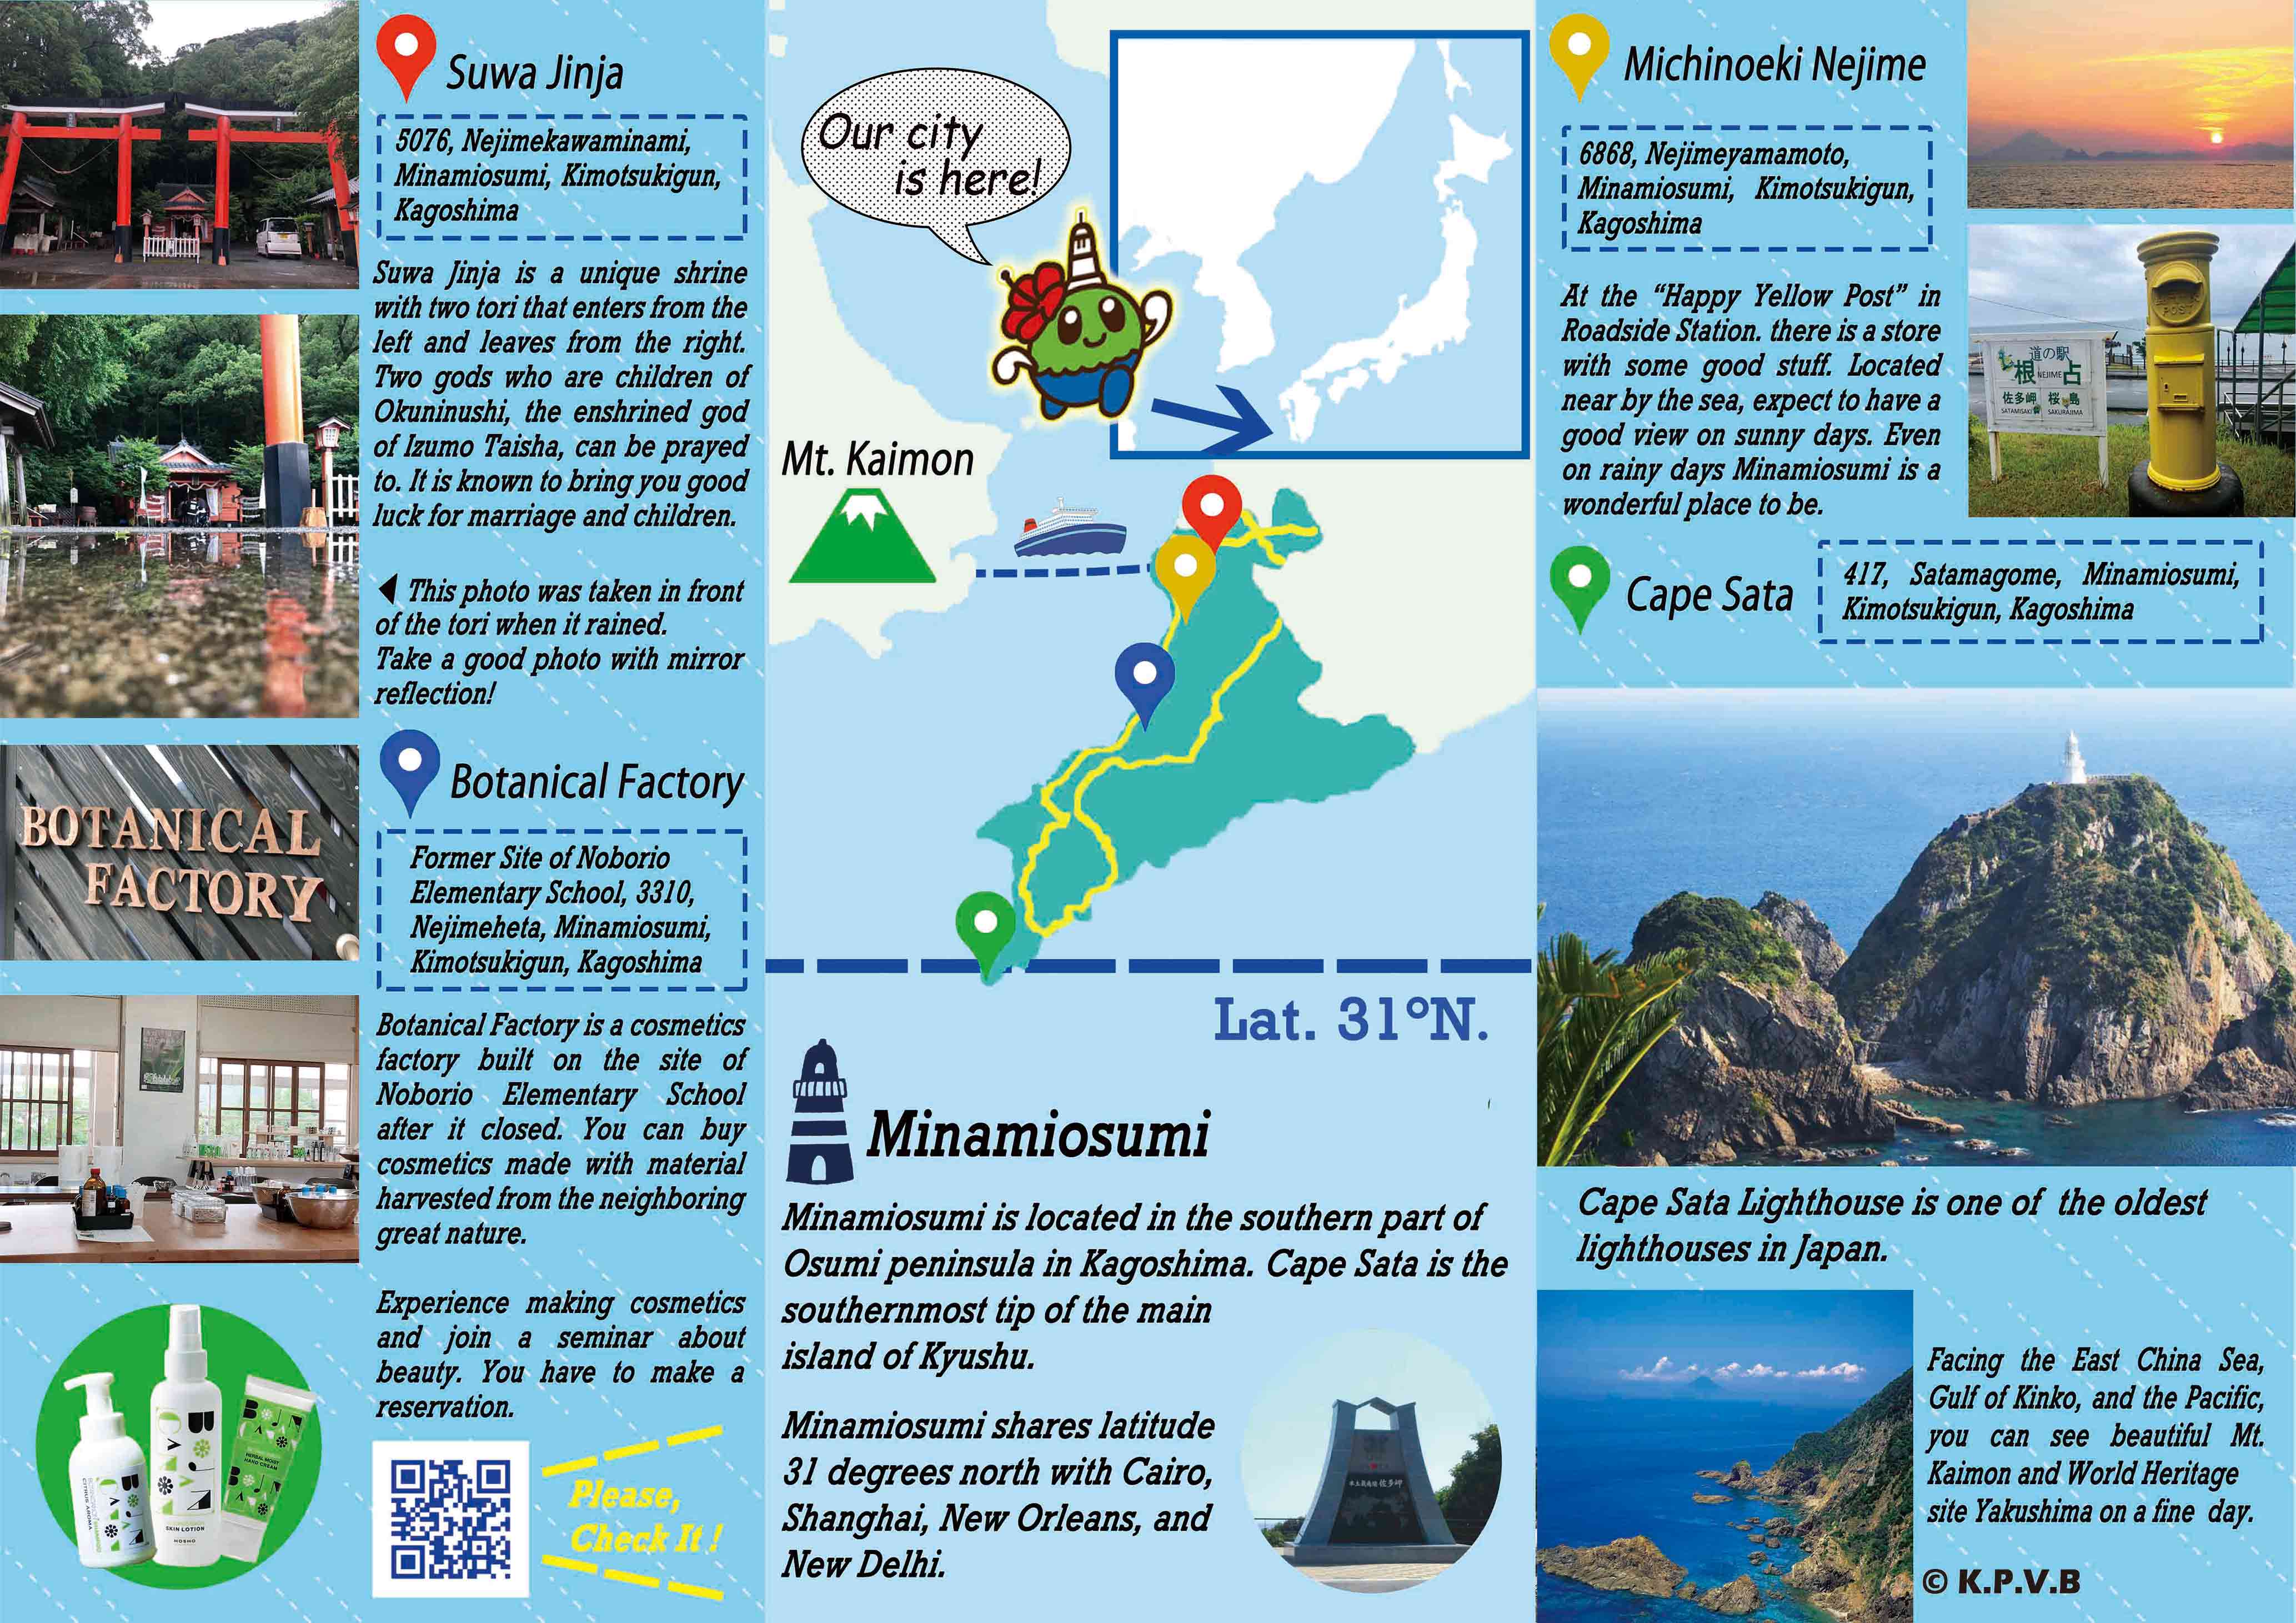 Suwa Jinja
5076, Nejimekawaminami,
Minamiosumi, Kimotsukigun,
Kagoshima
Suwa Jinja is a unique shrine
with two tori that enters from the
left and leaves from the right.
Two gods who are children of
Okuninushi, the enshrined god
of Izumo Taisha, can be prayed
to. It is known to bring you good
luck for marriage and children.
◀ This photo was taken in front
of the tori when it rained.
Take a good photo with mirror
reflection!
BOTANICAL
FACTORY
Botanical Factory
Former Site of Noborio
Elementary School, 3310,
Nejimeheta, Minamiosumi,
Kimotsukigun, Kagoshima
Botanical Factory is a cosmetics
factory built on the site of
Noborio Elementary School
after it closed. You can buy
cosmetics made with material
harvested from the neighboring
great nature.
Experience making cosmetics
and join a seminar about
beauty. You have to make a
reservation.
SKIN LOTION
HERBAL MOIST
HAND CREAM
CITRUS AROMA
Please,
Check It!
Our city
is here!
Mt. Kaimon
Lat. 31°N.
Minamiosumi
Minamiosumi is located in the southern part of
Osumi peninsula in Kagoshima. Cape Sata is the
southernmost tip of the main
island of Kyushu.
Minamiosumi shares latitude
31 degrees north with Cairo,
Shanghai, New Orleans, and
New Delhi.
佐多岬
Michinoeki Nejime
6868, Nejimeyamamoto,
Minamiosumi, Kimotsukigun,
Kagoshima
At the “Happy Yellow Post” in
Roadside Station. there is a store
with some good stuff. Located
near by the sea, expect to have a
good view on sunny days. Even
on rainy days Minamiosumi is a
wonderful place to be.
道の駅
根 NEJIME 占
佐多岬 桜島
SATAMISAKI SAKURAJIMA
POST
Cape Sata
417, Satamagome, Minamiosumi,
Kimotsukigun, Kagoshima
Cape Sata Lighthouse is one of the oldest
lighthouses in Japan.
Facing the East China Sea,
Gulf of Kinko, and the Pacific,
you can see beautiful Mt.
Kaimon and World Heritage
site Yakushima on a fine day.
© K.P.V.B